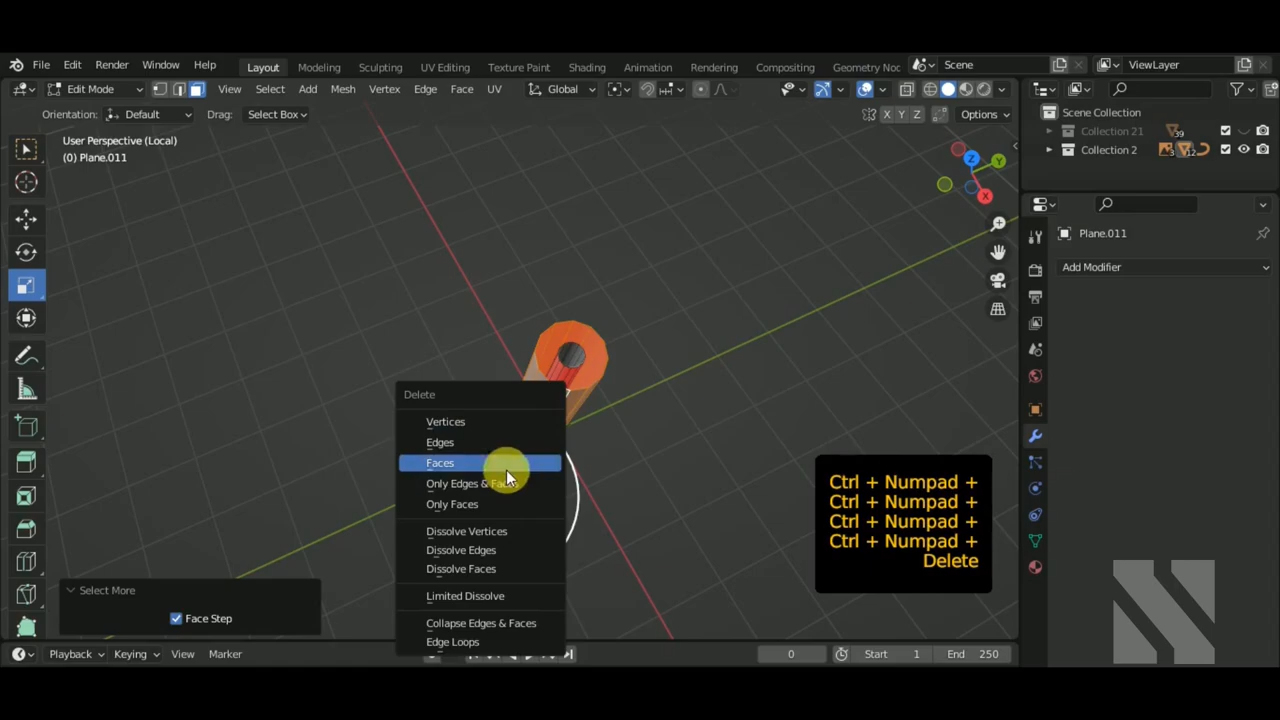 File Edit Render Window Help Layout Modeling Sculpting UV Editing Texture Paint Shading Animation Rendering Compositing Geometry Noc Scene ViewLayer
Edit Mode View Select Add Mesh Vertex Edge Face UV Global
Orientation: Default Drag: Select Box X Y Z Options
Scene Collection
User Perspective (Local)
(0) Plane.011
Collection 21 39
Collection 2 3 12
Z Y X
Plane.011
Add Modifier
Delete
Vertices
Edges
Faces
Only Edges & Faces
Only Faces
Dissolve Vertices
Dissolve Edges
Dissolve Faces
Limited Dissolve
Collapse Edges & Faces
Edge Loops
Ctrl + Numpad +
Ctrl + Numpad +
Ctrl + Numpad +
Ctrl + Numpad +
Delete
Select More
Face Step
Playback Keying View Marker 0 Start 1 End 250